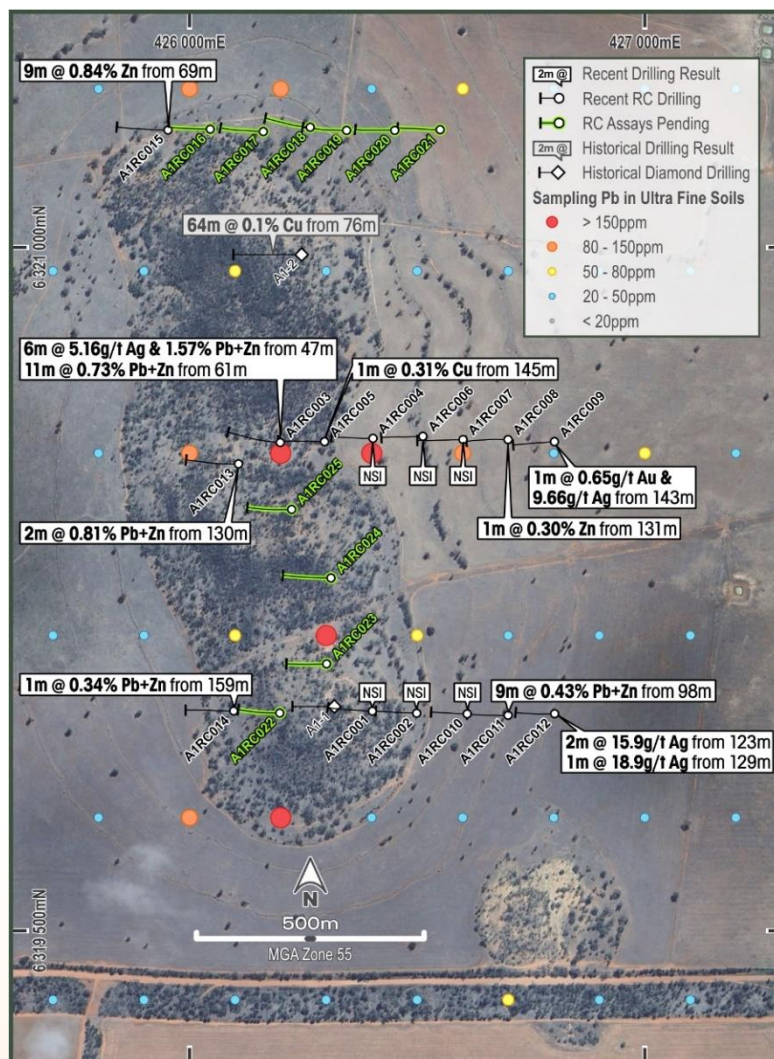 426 000mE
427 000mE
9m @ 0.84% Zn from 69m
2m @ Recent Drilling Result
Recent RC Drilling
RC Assays Pending
2m @ Historical Drilling Result
Historical Diamond Drilling
Sampling Pb in Ultra Fine Soils
> 150ppm
80 - 150ppm
50 - 80ppm
20 - 50ppm
< 20ppm
A1RC015
A1RC016
A1RC017
A1RC018
A1RC019
A1RC020
A1RC021
6 321 000mN
64m @ 0.1% Cu from 76m
A1-2
6m @ 5.16g/t Ag & 1.57% Pb+Zn from 47m
11m @ 0.73% Pb+Zn from 61m
1m @ 0.31% Cu from 145m
A1RC003
A1RC005
A1RC004
A1RC006
A1RC007
A1RC008
A1RC009
A1RC013
NSI
NSI
NSI
1m @ 0.65g/t Au &
9.66g/t Ag from 143m
A1RC025
2m @ 0.81% Pb+Zn from 130m
1m @ 0.30% Zn from 131m
A1RC024
A1RC023
1m @ 0.34% Pb+Zn from 159m
NSI
NSI
NSI
9m @ 0.43% Pb+Zn from 98m
A1RC014
A1RC022
A1-1
A1RC001
A1RC002
A1RC010
A1RC011
A1RC012
2m @ 15.9g/t Ag from 123m
1m @ 18.9g/t Ag from 129m
N
500m
MGA Zone 55
6 319 500mN